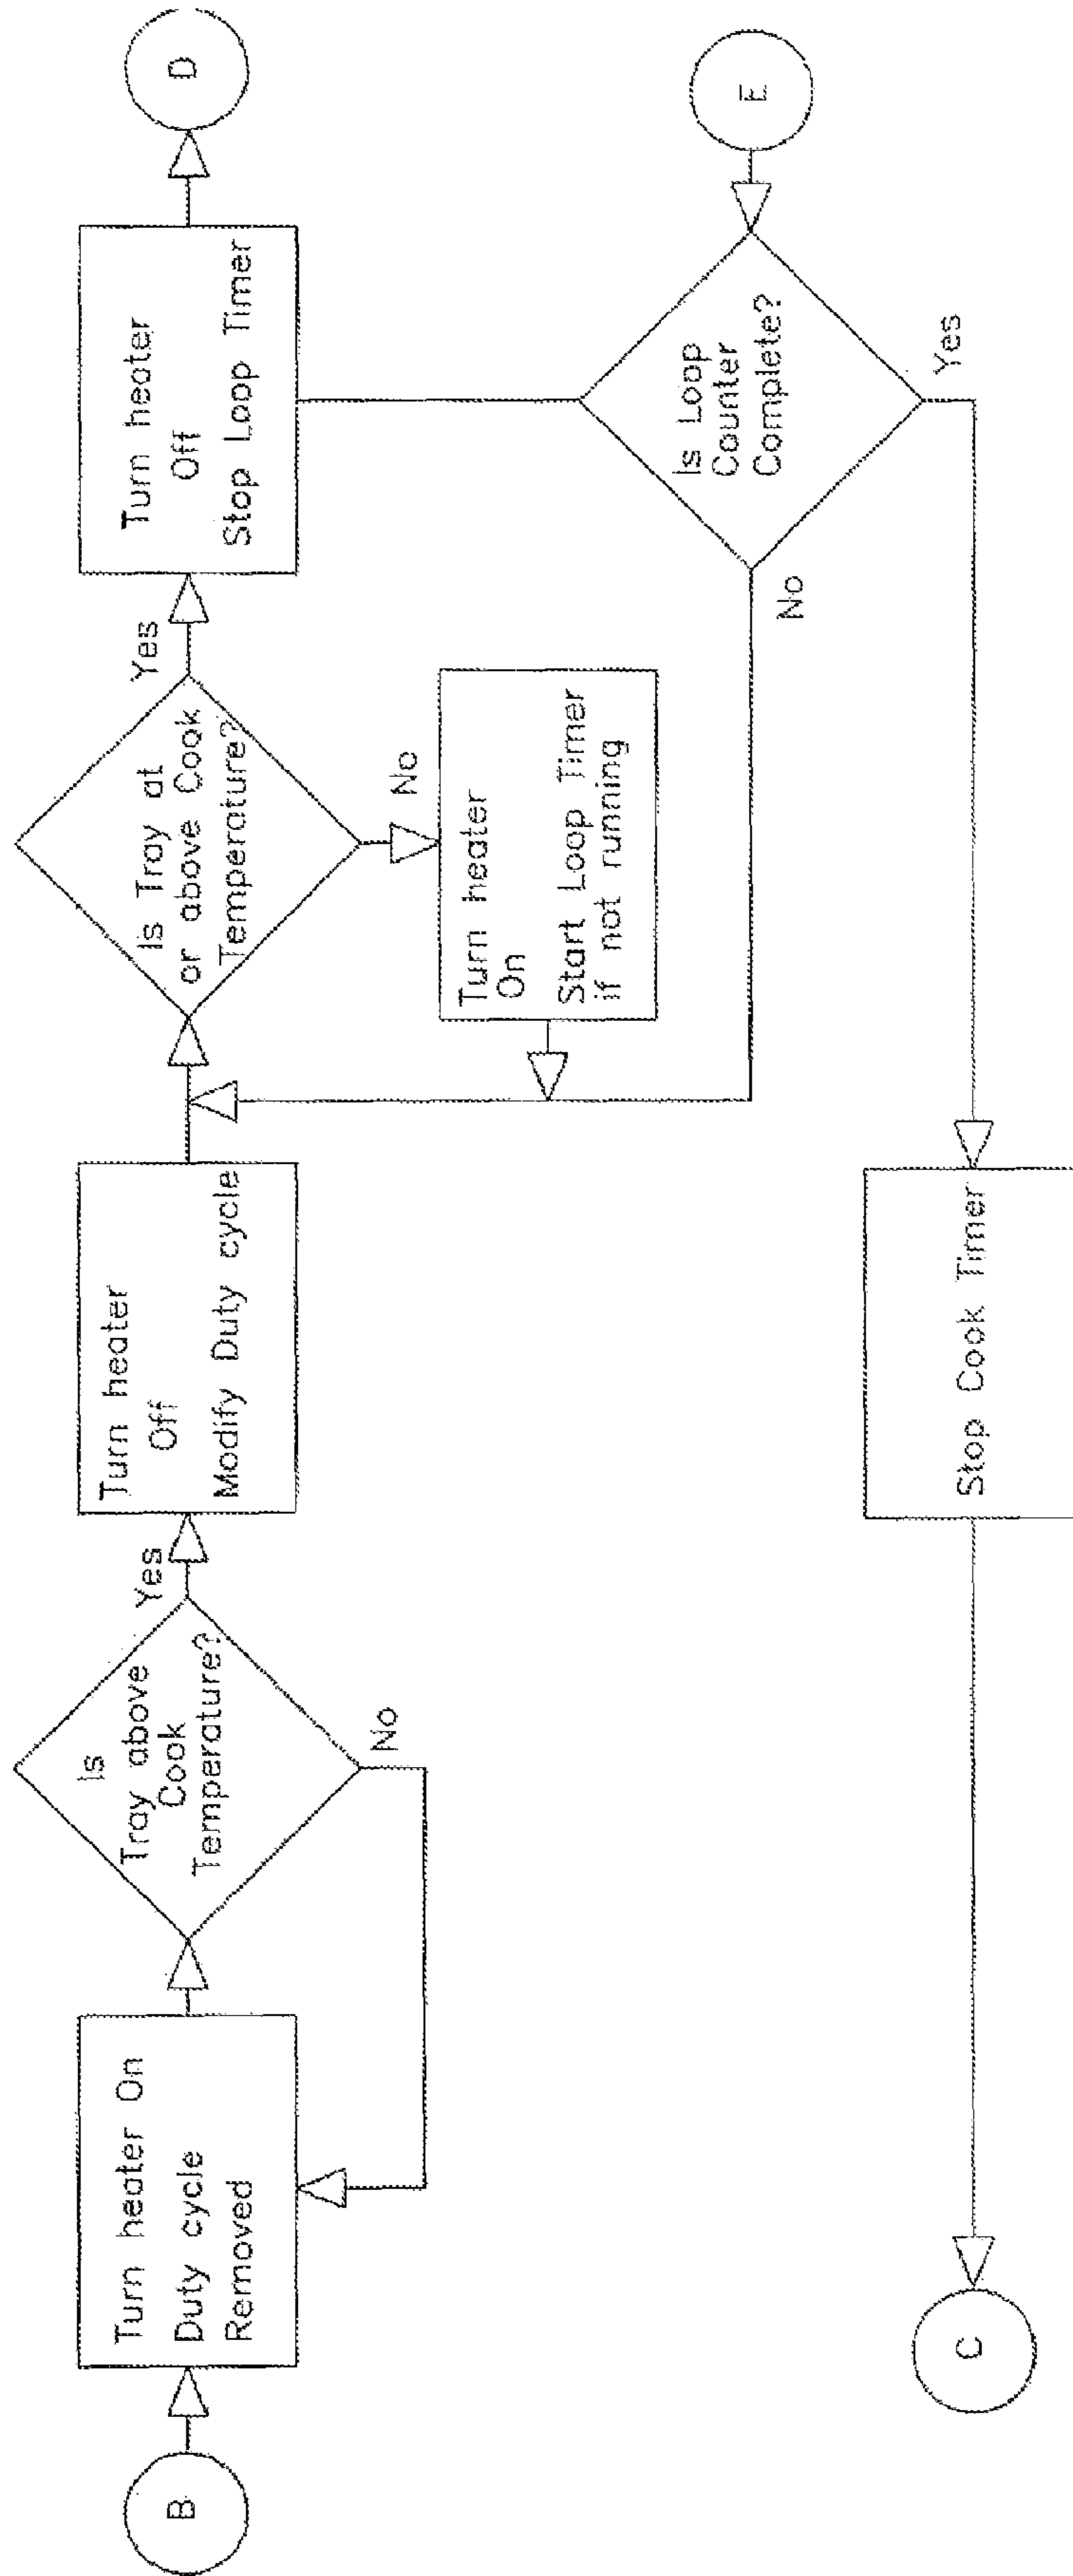 B
Turn heater On
Duty cycle
Removed
Is
Tray above
Cook
Temperature?
Yes
No
Turn heater
Off
Modify Duty cycle
Is Tray at
or above Cook
Temperature?
Yes
No
Turn heater
On
Start Loop Timer
if not running
Turn heater
Off
Stop Loop Timer
D
E
Is Loop
Counter
Complete?
No
Yes
Stop Cook Timer
C